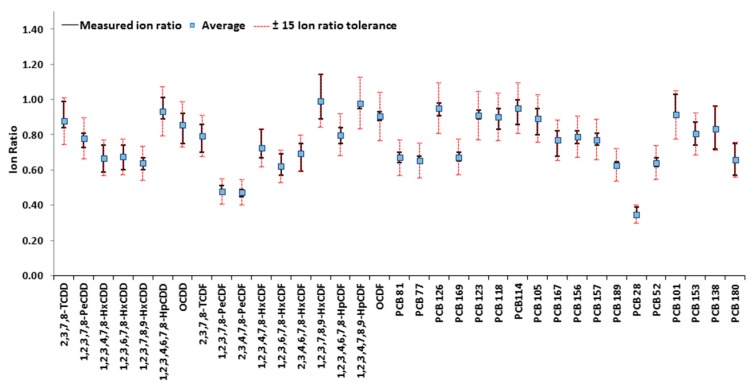 Measured ion ratio Average ± 15 Ion ratio tolerance
Ion Ratio
1.40
1.20
1.00
0.80
0.60
0.40
0.20
0.00
2,3,7,8-TCDD
1,2,3,7,8-PeCDD
1,2,3,4,7,8-HxCDD
1,2,3,6,7,8-HxCDD
1,2,3,7,8,9-HxCDD
1,2,3,4,6,7,8-HpCDD
OCDD
2,3,7,8-TCDF
1,2,3,7,8-PeCDF
2,3,4,7,8-PeCDF
1,2,3,4,7,8-HxCDF
1,2,3,6,7,8-HxCDF
2,3,4,6,7,8-HxCDF
1,2,3,7,8,9-HxCDF
1,2,3,4,6,7,8-HpCDF
1,2,3,4,7,8,9-HpCDF
OCDF
PCB 81
PCB 77
PCB 126
PCB 169
PCB 123
PCB 118
PCB114
PCB 105
PCB 167
PCB 156
PCB 157
PCB 189
PCB 28
PCB 52
PCB 101
PCB 153
PCB 138
PCB 180